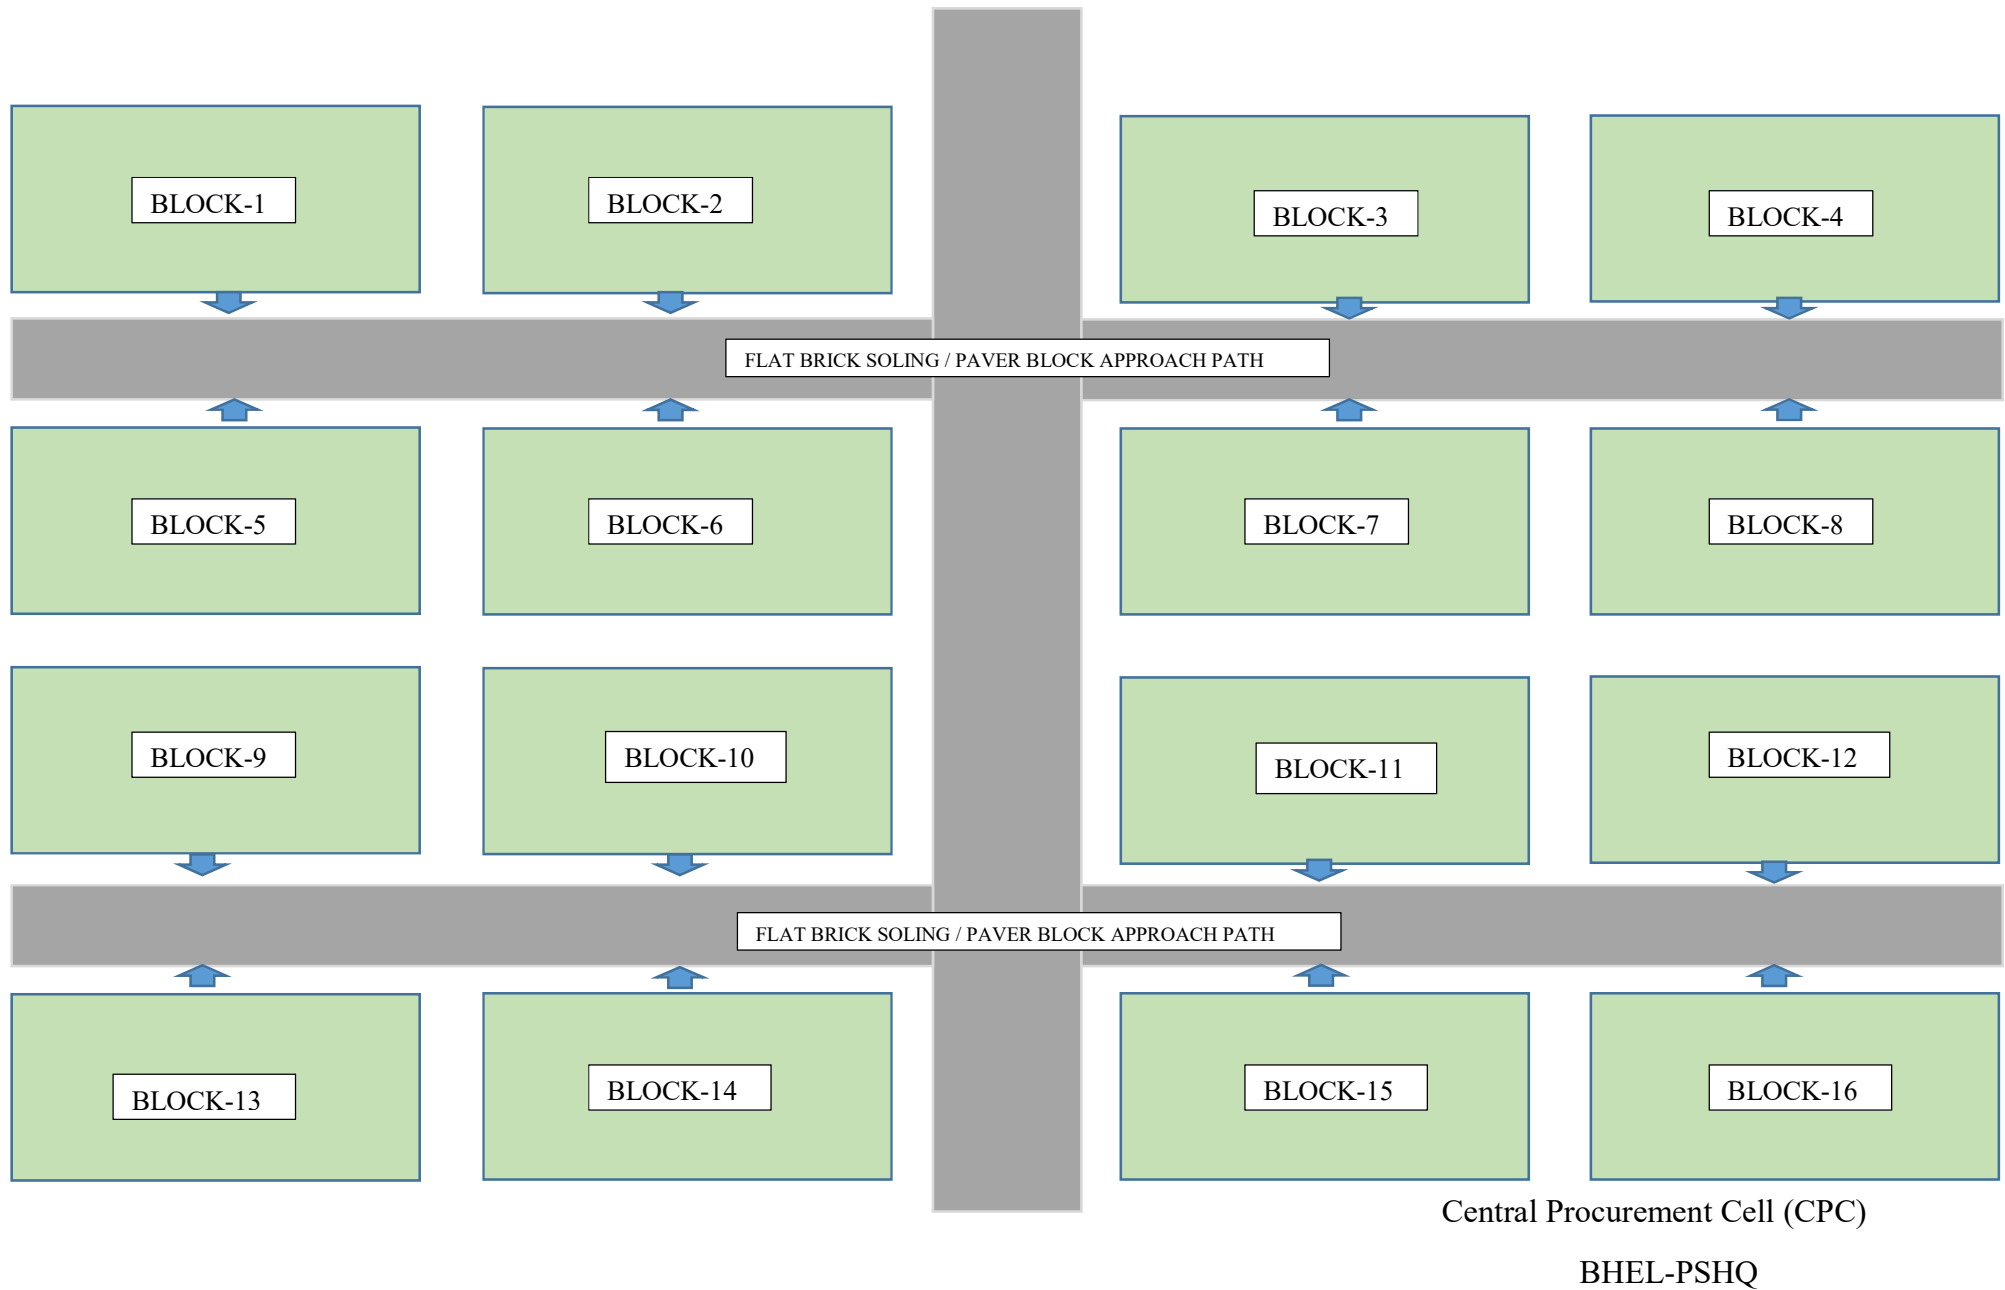 BLOCK-1
BLOCK-2
BLOCK-3
BLOCK-4
FLAT BRICK SOLING / PAVER BLOCK APPROACH PATH
BLOCK-5
BLOCK-6
BLOCK-7
BLOCK-8
BLOCK-9
BLOCK-10
BLOCK-11
BLOCK-12
FLAT BRICK SOLING / PAVER BLOCK APPROACH PATH
BLOCK-13
BLOCK-14
BLOCK-15
BLOCK-16
Central Procurement Cell (CPC)
BHEL-PSHQ